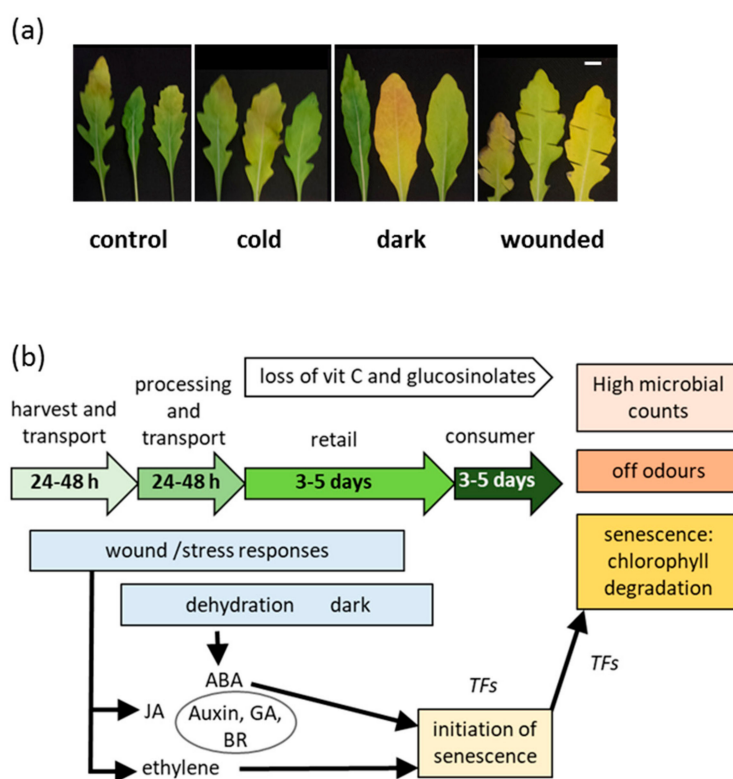 (a)
control
cold
dark
wounded
(b)
loss of vit C and glucosinolates
High microbial
counts
harvest and
transport
processing
and
transport
retail
consumer
24-48 h
24-48 h
3-5 days
3-5 days
off odours
wound /stress responses
senescence:
chlorophyll
degradation
dehydration dark
ABA
TFs
TFs
JA
Auxin, GA,
BR
initiation of
senescence
ethylene